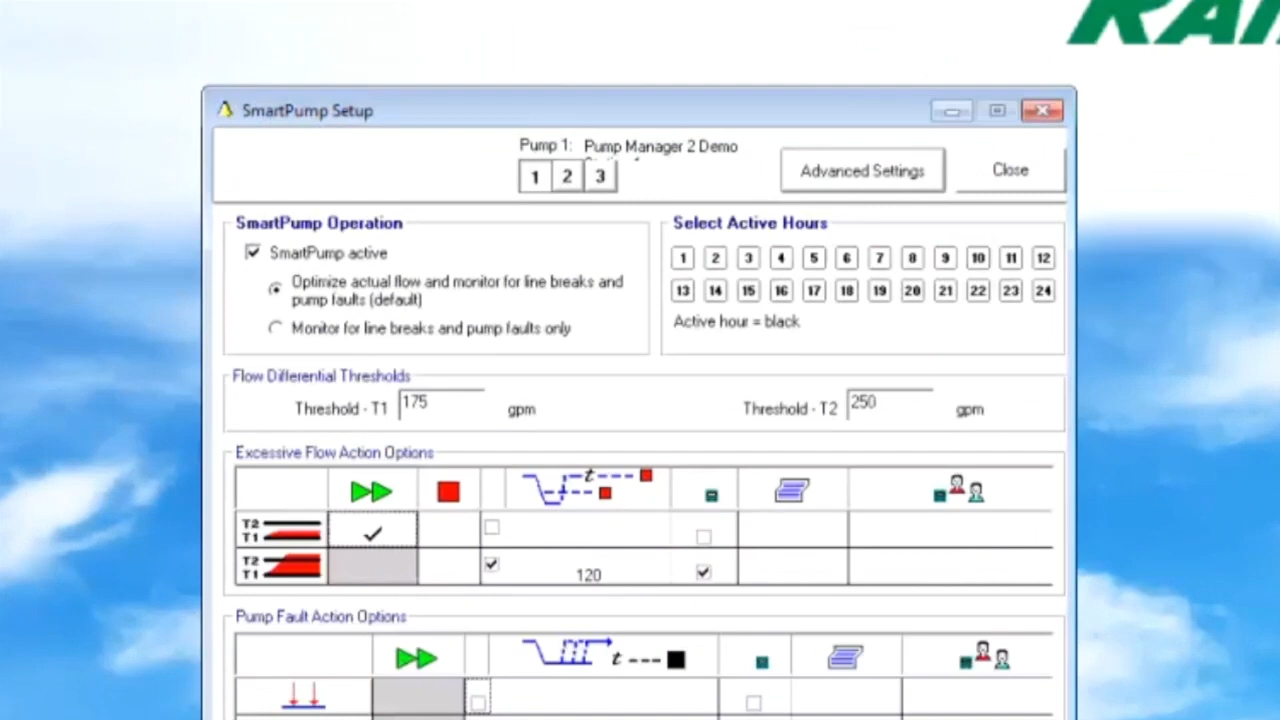 SmartPump Setup
Pump 1: Pump Manager 2 Demo
1 2 3
Advanced Settings
Close
SmartPump Operation
SmartPump active
Optimize actual flow and monitor for line breaks and
pump faults (default)
Monitor for line breaks and pump faults only
Select Active Hours
1 2 3 4 5 6 7 8 9 10 11 12
13 14 15 16 17 18 19 20 21 22 23 24
Active hour = black
Flow Differential Thresholds
Threshold - T1 175 gpm
Threshold - T2 250 gpm
Excessive Flow Action Options
t
T2
T1
T2
T1
120
Pump Fault Action Options
t